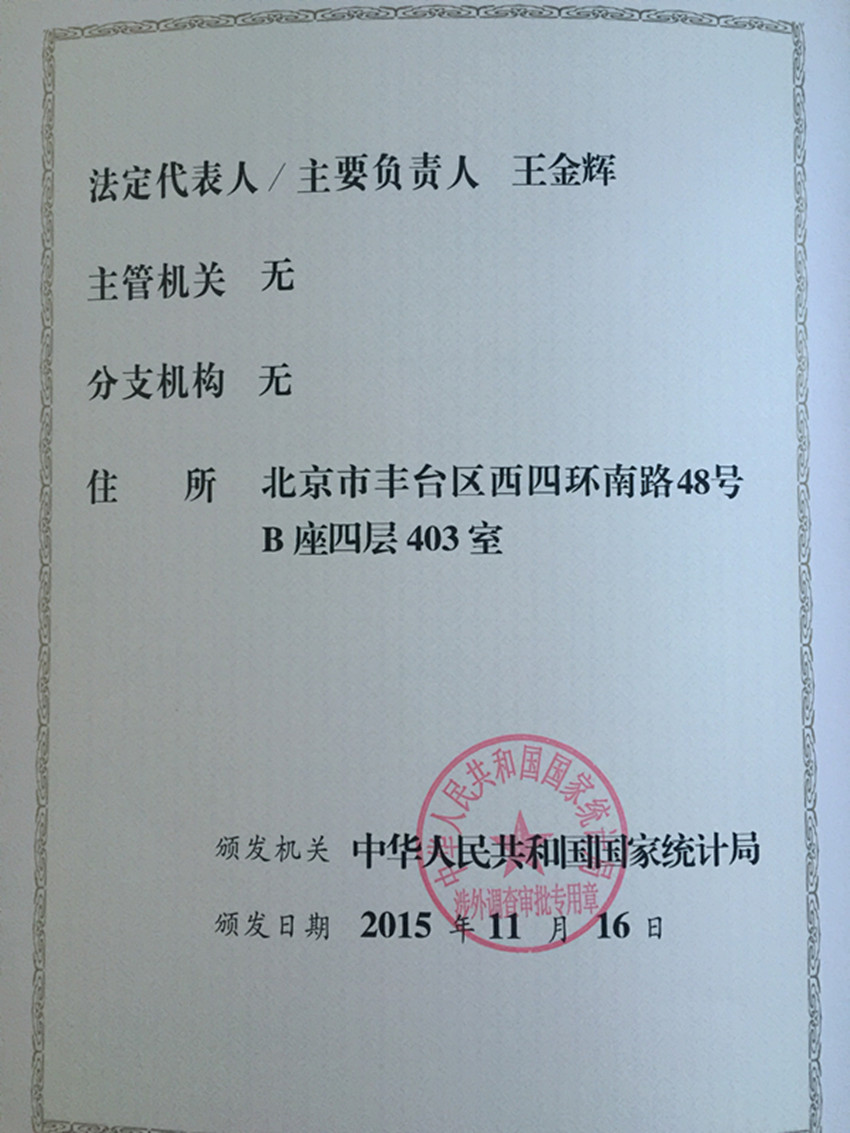 法定代表人/主要负责人 王金辉
主管机关 无
分支机构 无
住 所 北京市丰台区西四环南路48号
B座四层403室
中华人民共和国国家统计局
涉外调查审批专用章
颁发机关 中华人民共和国国家统计局
颁发日期 2015 年 11 月 16 日